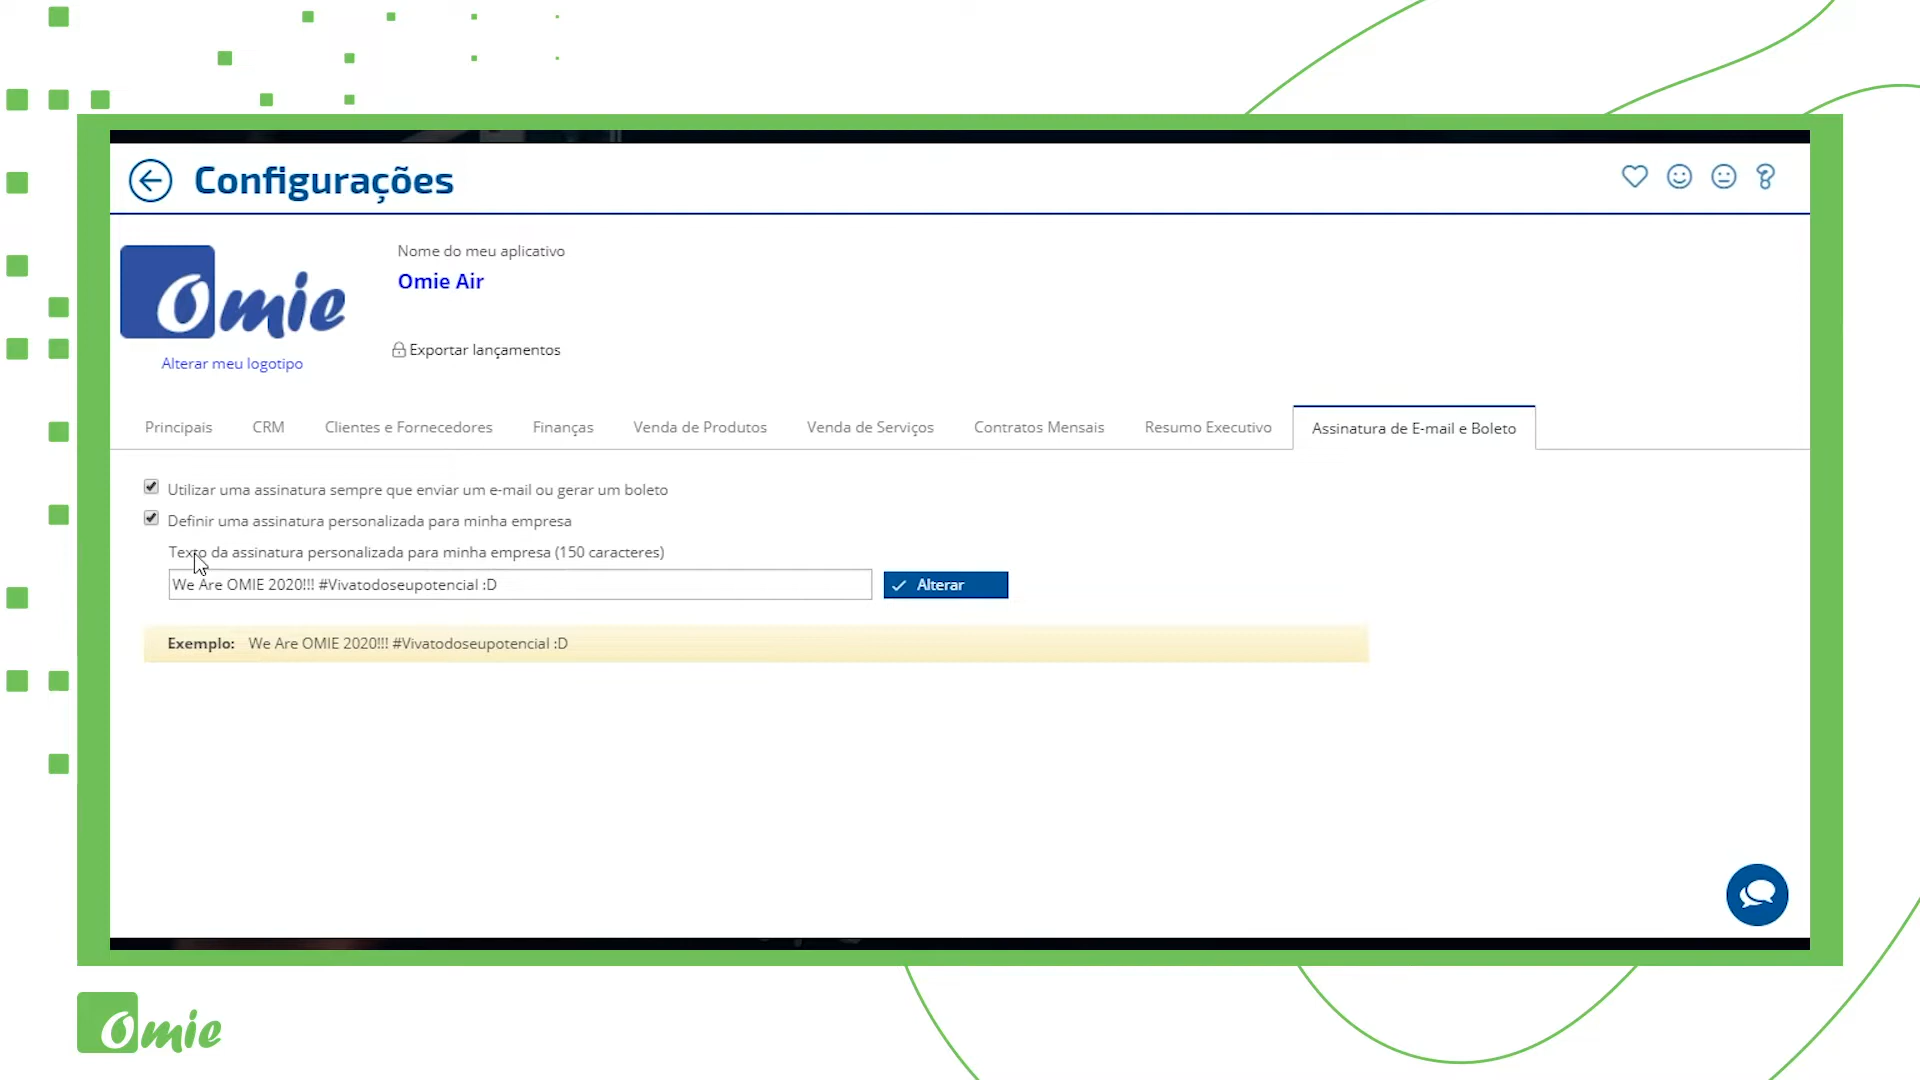 Configurações
Omie
Nome do meu aplicativo
Omie Air
Exportar lançamentos
Alterar meu logotipo
Principais CRM Clientes e Fornecedores Finanças Venda de Produtos Venda de Serviços Contratos Mensais Resumo Executivo Assinatura de E-mail e Boleto
Utilizar uma assinatura sempre que enviar um e-mail ou gerar um boleto
Definir uma assinatura personalizada para minha empresa
Texto da assinatura personalizada para minha empresa (150 caracteres)
We Are OMIE 2020!!! #Vivatodoseupotencial :D Alterar
Exemplo: We Are OMIE 2020!!! #Vivatodoseupotencial :D
Omie